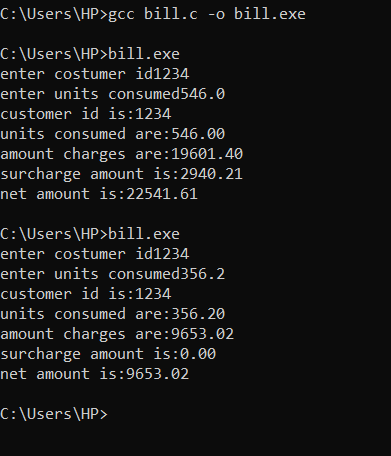 C:\Users\HP>gcc bill.c -o bill.exe
C:\Users\HP>bill.exe
enter costumer id1234
enter units consumed546.0
customer id is:1234
units consumed are:546.00
amount charges are:19601.40
surcharge amount is:2940.21
net amount is:22541.61
C:\Users\HP>bill.exe
enter costumer id1234
enter units consumed356.2
customer id is:1234
units consumed are:356.20
amount charges are:9653.02
surcharge amount is:0.00
net amount is:9653.02
C:\Users\HP>